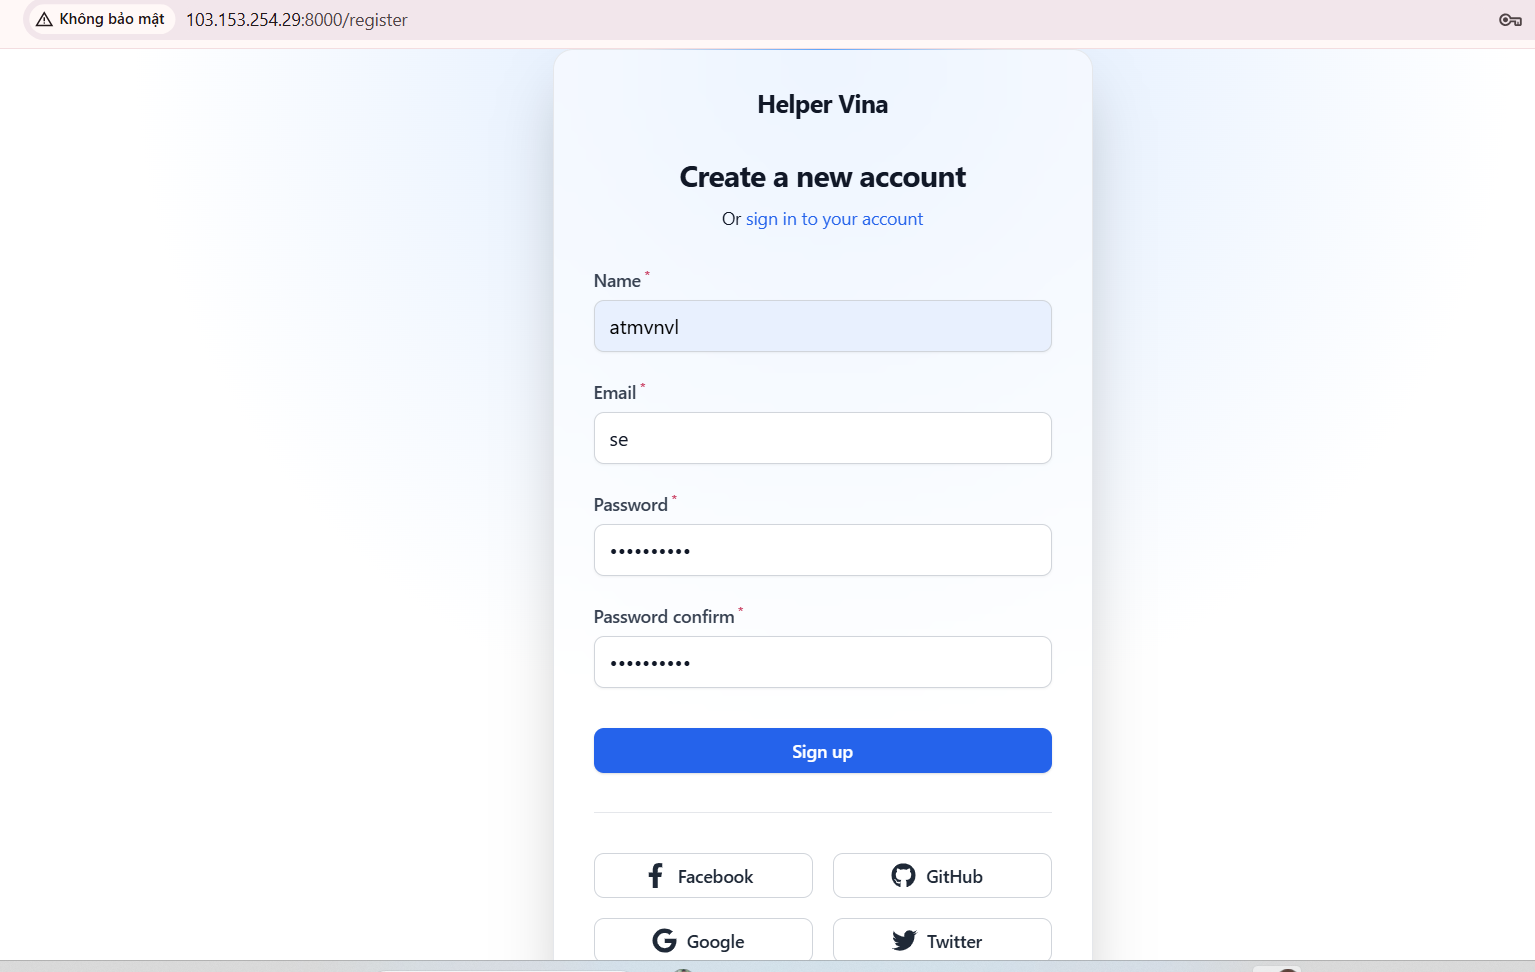 Không bảo mật 103.153.254.29:8000/register
Helper Vina
Create a new account
Or sign in to your account
Name *
atmvnvl
Email *
se
Password *
••••••••••
Password confirm *
••••••••••
Sign up
Facebook GitHub
Google Twitter